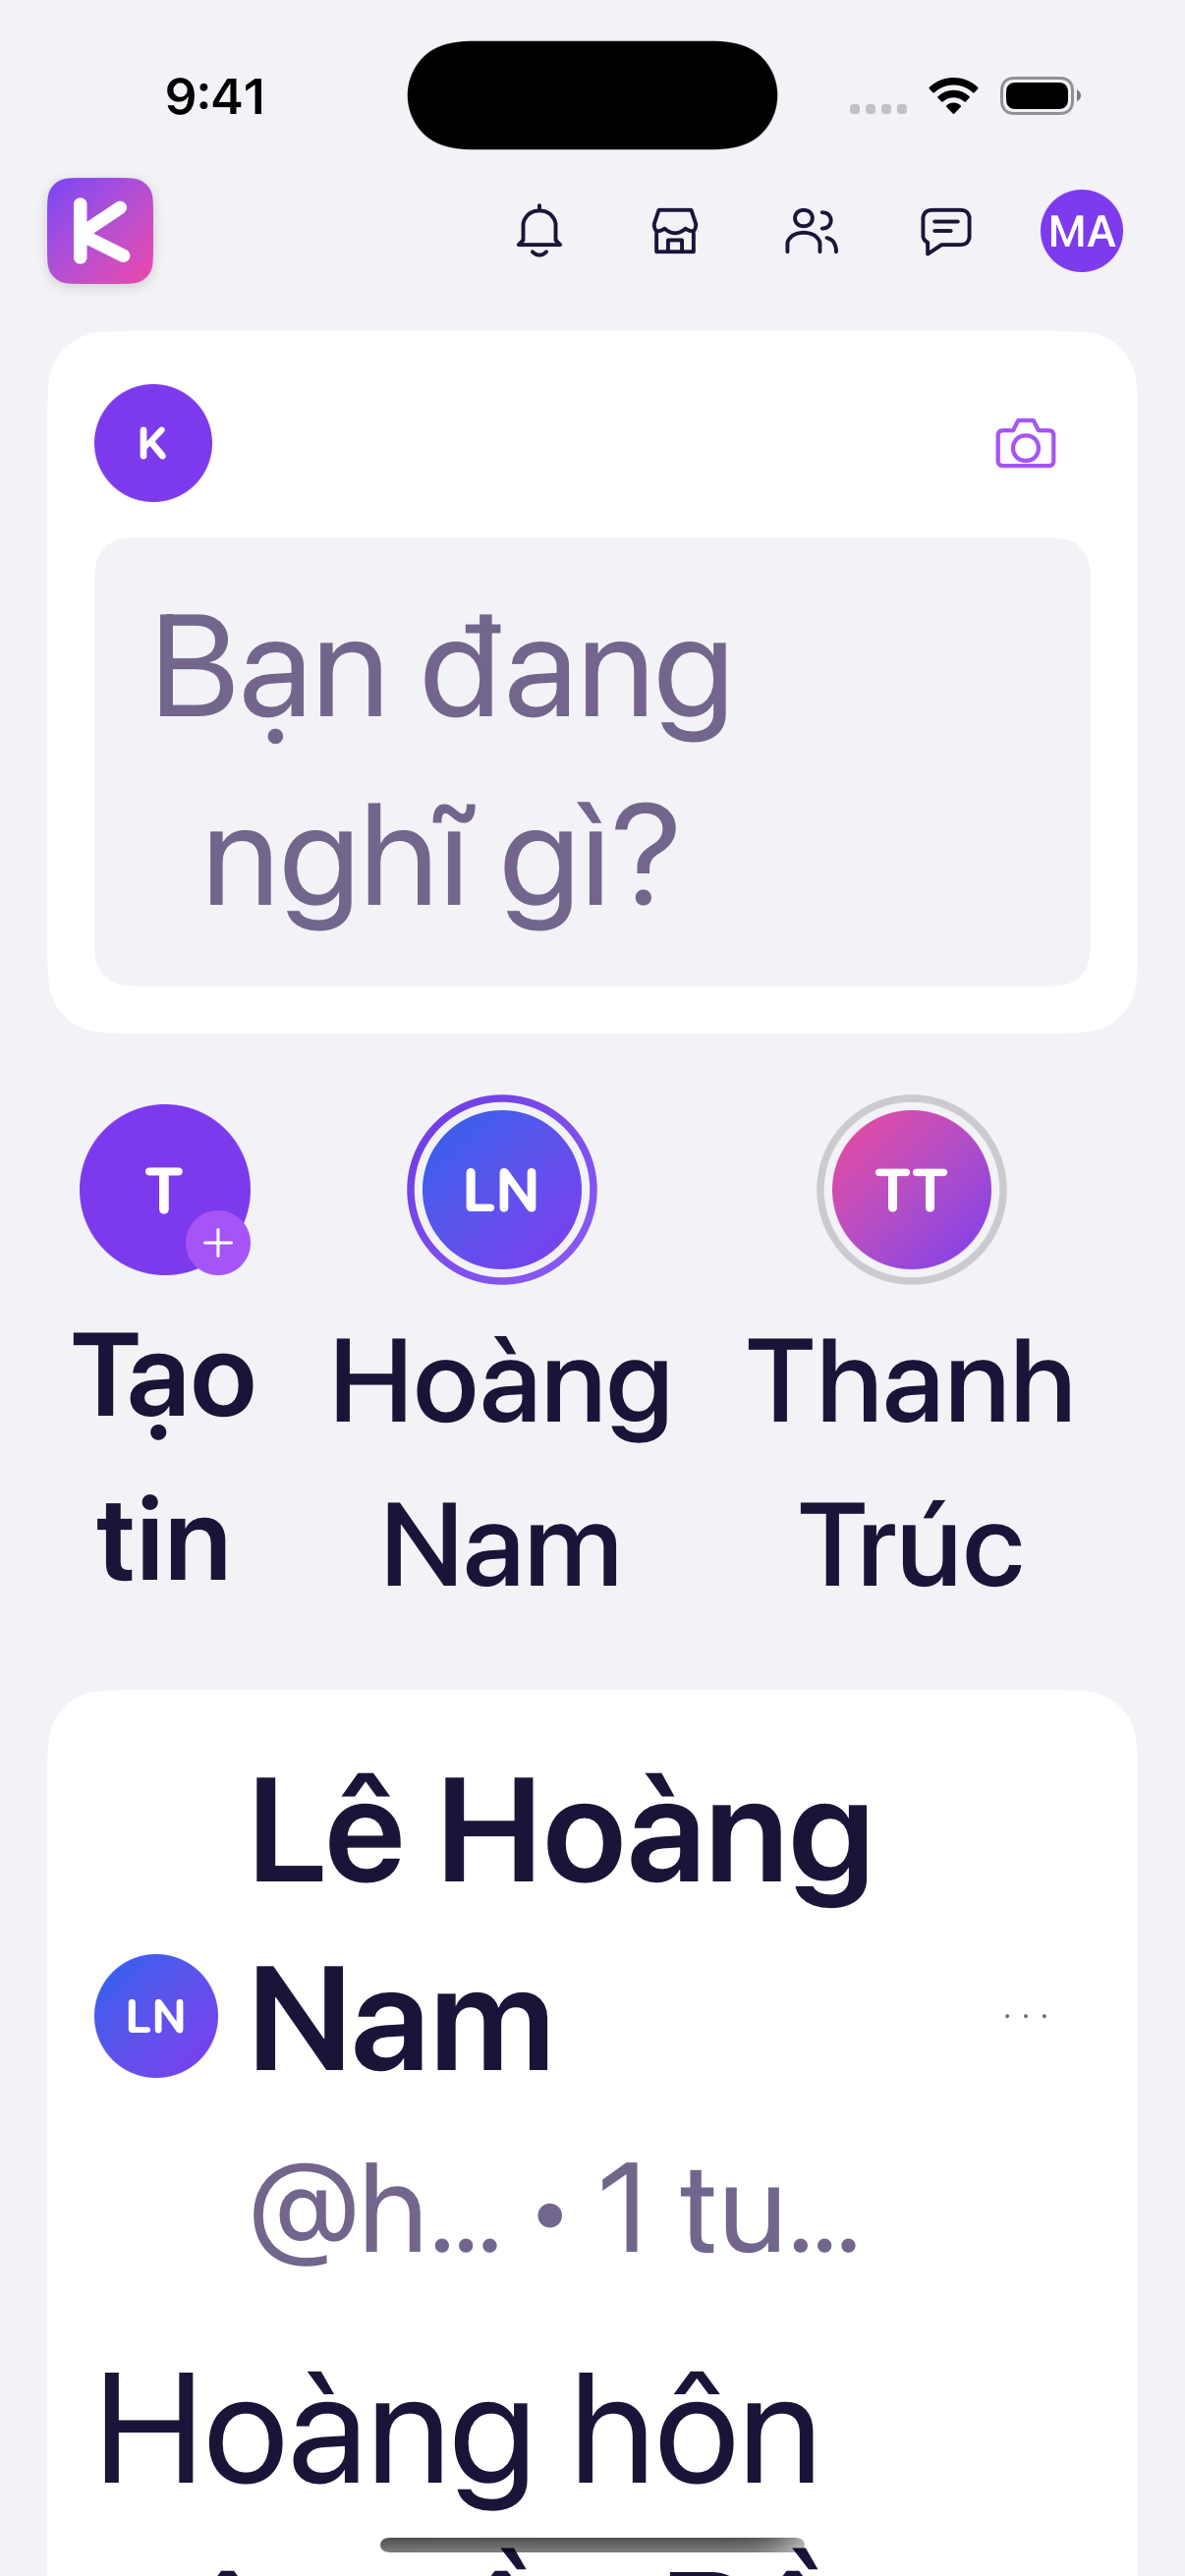 9:41
K
MA
K
Bạn đang
nghĩ gì?
T
LN
TT
Tạo
tin
Hoàng
Nam
Thanh
Trúc
Lê Hoàng
Nam
LN
@h... • 1 tu...
Hoàng hôn